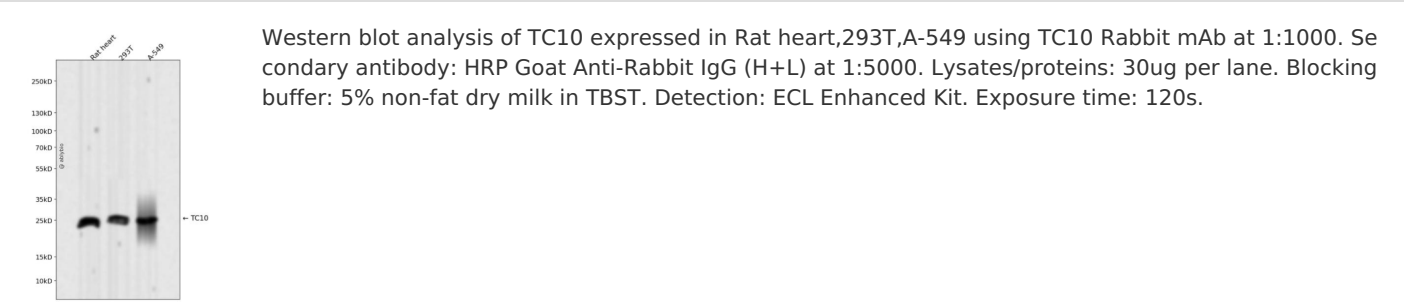 Rat heart
293T
A-549
250kD
130kD
100kD
70kD
55kD
35kD
25kD
15kD
10kD
← TC10
@ abiybio
Western blot analysis of TC10 expressed in Rat heart,293T,A-549 using TC10 Rabbit mAb at 1:1000. Se
condary antibody: HRP Goat Anti-Rabbit IgG (H+L) at 1:5000. Lysates/proteins: 30ug per lane. Blocking
buffer: 5% non-fat dry milk in TBST. Detection: ECL Enhanced Kit. Exposure time: 120s.